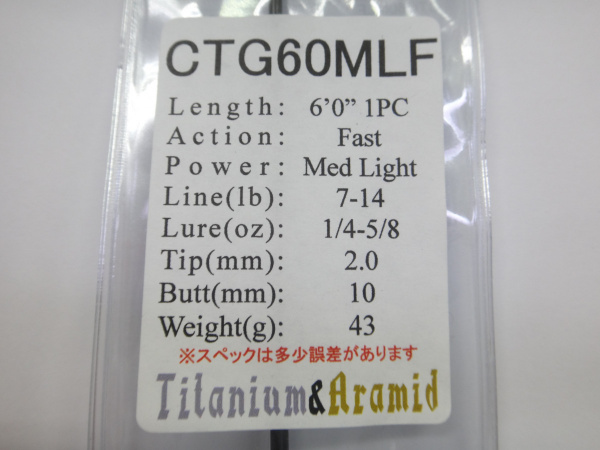 CTG60MLF
Length: 6'0" 1PC
Action: Fast
Power: Med Light
Line(lb): 7-14
Lure(oz): 1/4-5/8
Tip(mm): 2.0
Butt(mm): 10
Weight(g): 43
※スペックは多少誤差があります
Titanium&Aramid